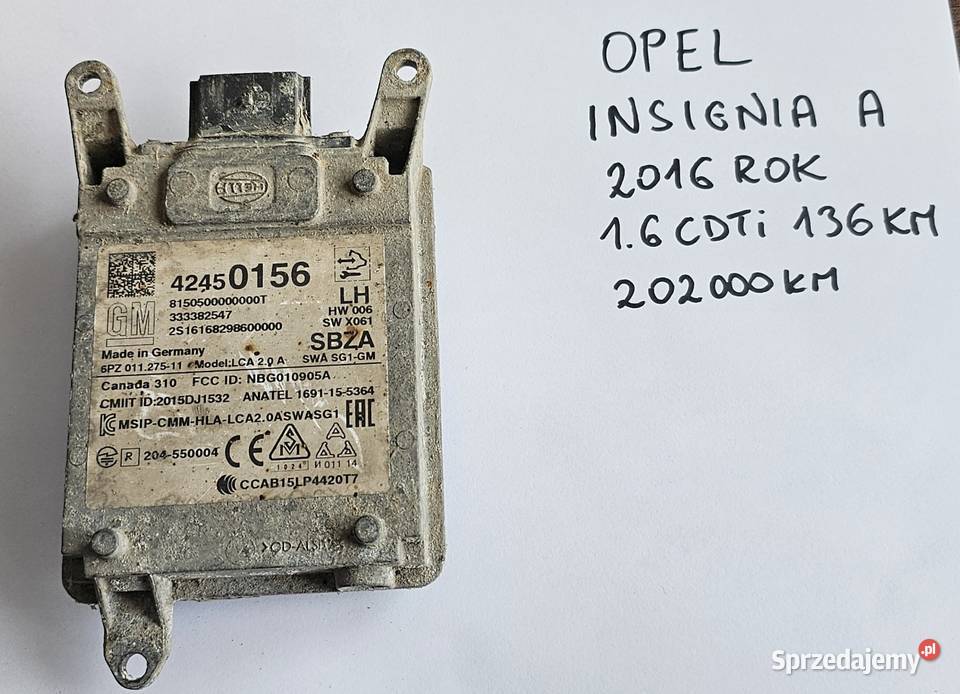 OPEL
INSIGNIA A
2016 ROK
1.6 CDTi 136 KM
202000 KM
HELLA
42450156
8150500000000T
LH
GM
333382547
HW 006
2S16168298600000
SW X061
SBZA
Made in Germany
6PZ 011.275-11 Model:LCA 2.0 A
SWA SG1-GM
Canada 310 FCC ID: NBG010905A
CMIIT ID:2015DJ1532 ANATEL 1691-15-5364
MSIP-CMM-HLA-LCA2.0ASWASG1 EAC
R 204-550004 CE
1024 И011 14
CCAB15LP4420T7
Sprzedajemy.pl